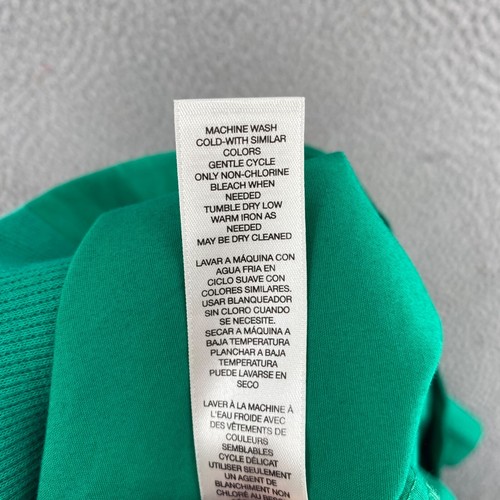 MACHINE WASH
COLD-WITH SIMILAR
COLORS
GENTLE CYCLE
ONLY NON-CHLORINE
BLEACH WHEN
NEEDED
TUMBLE DRY LOW
WARM IRON AS
NEEDED
MAY BE DRY CLEANED
LAVAR A MÁQUINA CON
AGUA FRIA EN
CICLO SUAVE CON
COLORES SIMILARES.
USAR BLANQUEADOR
SIN CLORO CUANDO
SE NECESITE.
SECAR A MÁQUINA A
BAJA TEMPERATURA
PLANCHAR A BAJA
TEMPERATURA
PUEDE LAVARSE EN
SECO
LAVER À LA MACHINE À
L'EAU FROIDE AVEC
DES VÊTEMENTS DE
COULEURS
SEMBLABLES
CYCLE DÉLICAT
UTILISER SEULEMENT
UN AGENT DE
BLANCHIMENT NON
CHLORÉ AU BESOIN